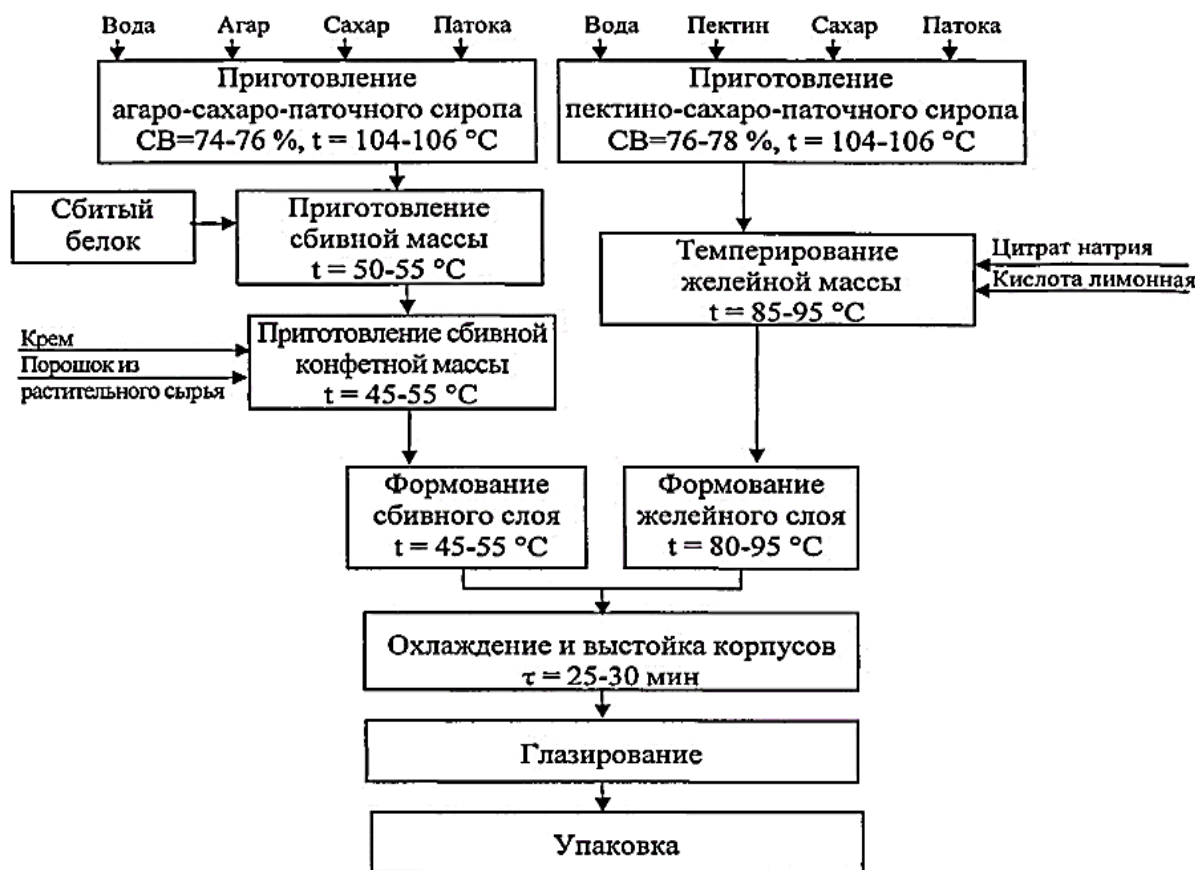 Вода Агар Сахар Патока
Приготовление
агаро-сахаро-паточного сиропа
СВ=74-76 %, t = 104-106 °C
Вода Пектин Сахар Патока
Приготовление
пектино-сахаро-паточного сиропа
СВ=76-78 %, t = 104-106 °C
Сбитый
белок
Приготовление
сбивной массы
t = 50-55 °C
Темперирование
желейной массы
t = 85-95 °C
Цитрат натрия
Кислота лимонная
Крем
Порошок из
растительного сырья
Приготовление сбивной
конфетной массы
t = 45-55 °C
Формование
сбивного слоя
t = 45-55 °C
Формование
желейного слоя
t = 80-95 °C
Охлаждение и выстойка корпусов
τ = 25-30 мин
Глазирование
Упаковка